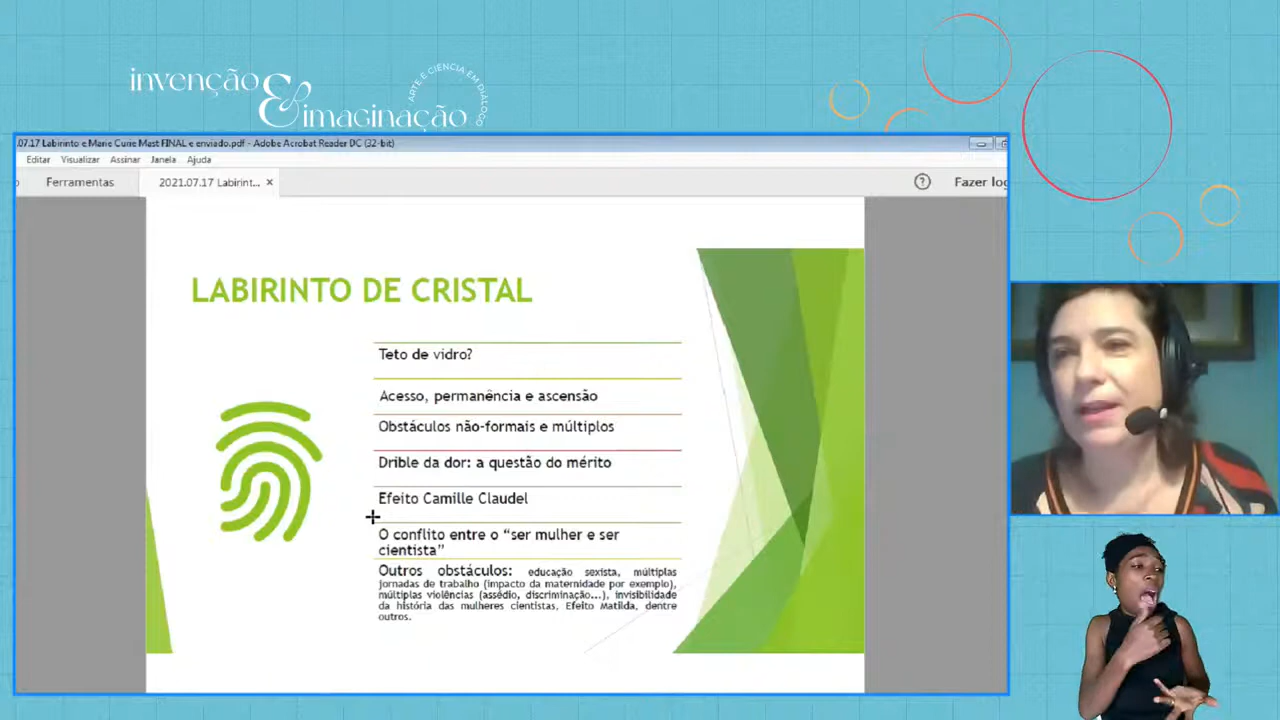 invenção
&
imaginação
ARTE E CIÊNCIA EM DIÁLOGO
.07.17 Labirinto e Marie Curie Mast FINAL e enviado.pdf - Adobe Acrobat Reader DC (32-bit)
Editar Visualizar Assinar Janela Ajuda
Ferramentas
2021.07.17 Labirint... ×
?
Fazer log
LABIRINTO DE CRISTAL
Teto de vidro?
Acesso, permanência e ascensão
Obstáculos não-formais e múltiplos
Drible da dor: a questão do mérito
Efeito Camille Claudel
O conflito entre o “ser mulher e ser
cientista”
Outros obstáculos: educação sexista, múltiplas
jornadas de trabalho (impacto da maternidade por exemplo),
múltiplas violências (assédio, discriminação...), invisibilidade
da história das mulheres cientistas, Efeito Matilda, dentre
outros.